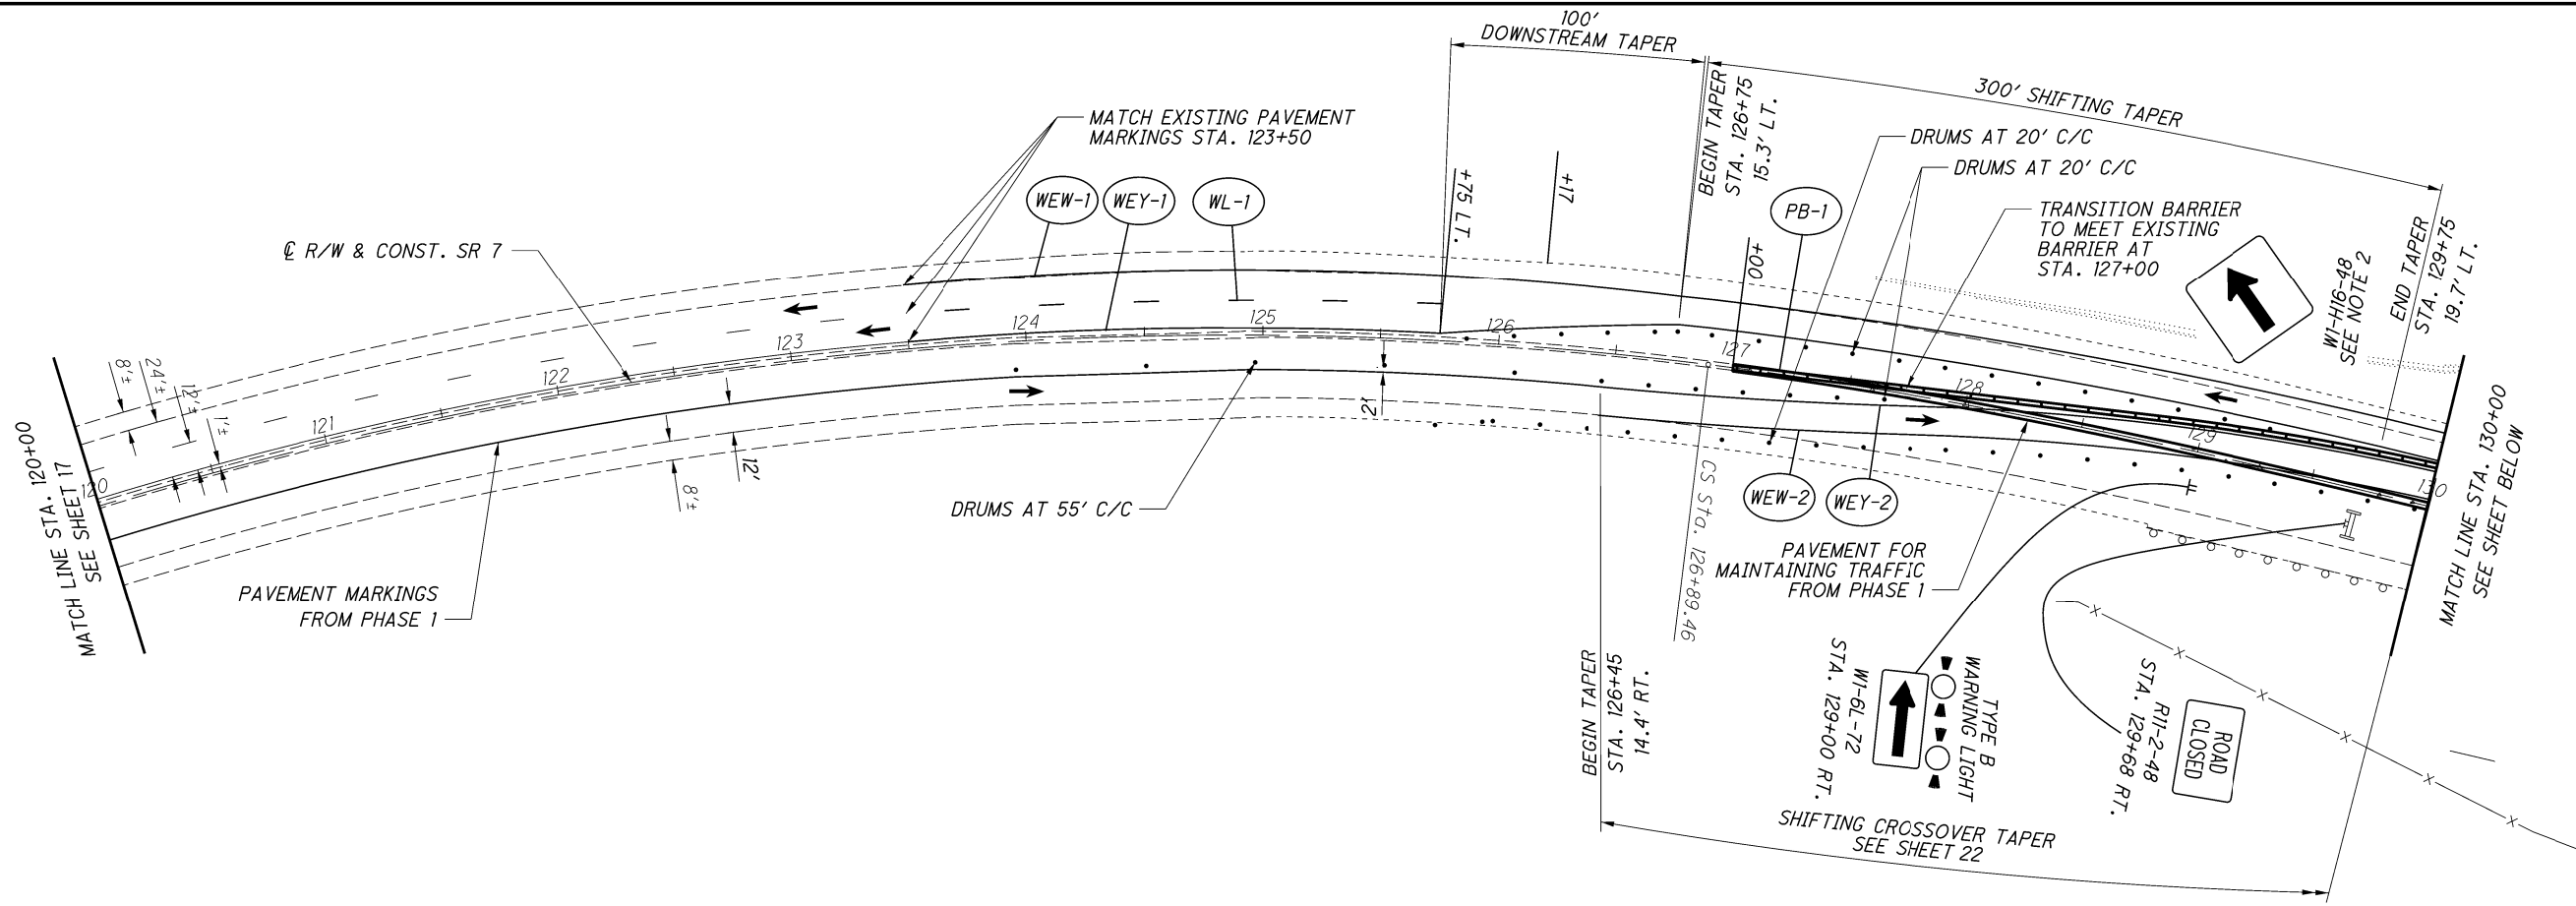 100'
DOWNSTREAM TAPER
300' SHIFTING TAPER
BEGIN TAPER
STA. 126+75
15.3' LT.
MATCH EXISTING PAVEMENT
MARKINGS STA. 123+50
DRUMS AT 20' C/C
DRUMS AT 20' C/C
+75 LT.
+17
WEW-1
WEY-1
WL-1
PB-1
TRANSITION BARRIER
TO MEET EXISTING
BARRIER AT
STA. 127+00
+00
W1-H16-48
SEE NOTE 2
END TAPER
STA. 129+75
19.7' LT.
℄ R/W & CONST. SR 7
8'±
24'±
12'±
1'±
120
121
122
123
124
125
126
127
128
129
130
MATCH LINE STA. 120+00
SEE SHEET 17
12'
8'±
2'
DRUMS AT 55' C/C
PAVEMENT MARKINGS
FROM PHASE 1
CS Sta. 126+89.46
WEW-2
WEY-2
PAVEMENT FOR
MAINTAINING TRAFFIC
FROM PHASE 1
MATCH LINE STA. 130+00
SEE SHEET BELOW
BEGIN TAPER
STA. 126+45
14.4' RT.
W1-6L-72
STA. 129+00 RT.
TYPE B
WARNING LIGHT
R11-2-48
STA. 129+68 RT.
ROAD
CLOSED
SHIFTING CROSSOVER TAPER
SEE SHEET 22